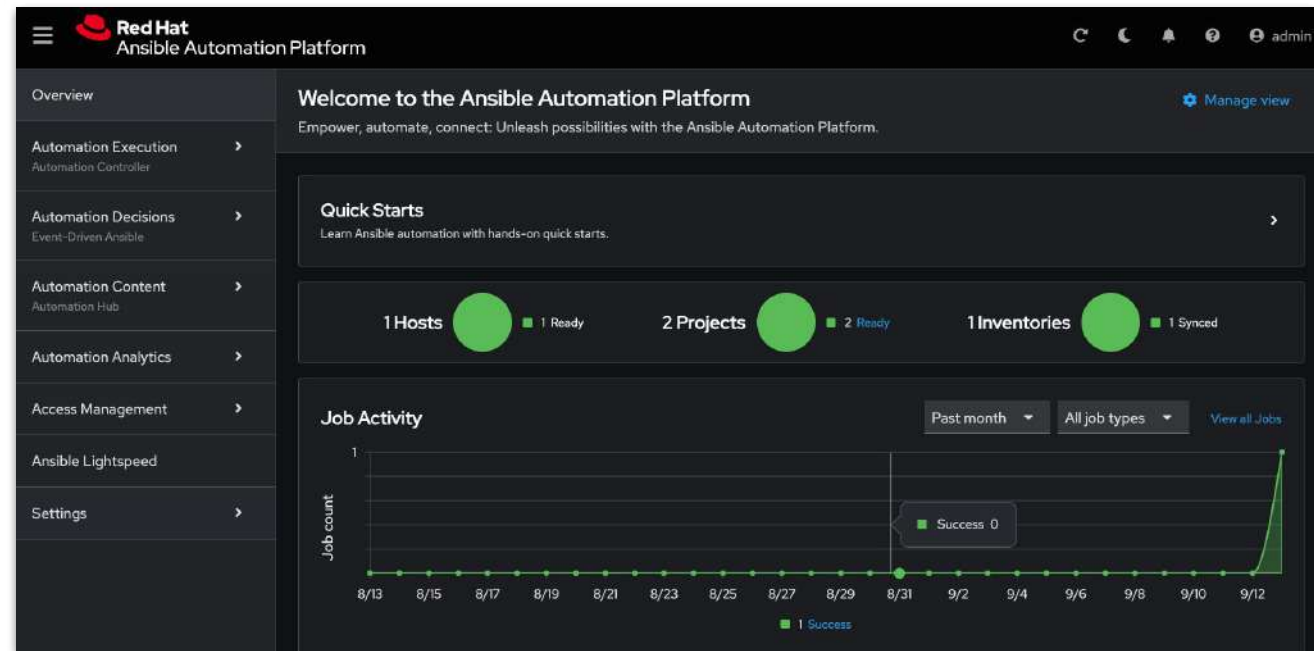 Red Hat
Ansible Automation Platform
admin
Overview
Automation Execution
Automation Controller
Automation Decisions
Event-Driven Ansible
Automation Content
Automation Hub
Automation Analytics
Access Management
Ansible Lightspeed
Settings
Welcome to the Ansible Automation Platform
Manage view
Empower, automate, connect: Unleash possibilities with the Ansible Automation Platform.
Quick Starts
Learn Ansible automation with hands-on quick starts.
1 Hosts 1 Ready 2 Projects 2 Ready 1 Inventories 1 Synced
Job Activity Past month All job types View all Jobs
1
Job count
Success 0
8/13 8/15 8/17 8/19 8/21 8/23 8/25 8/27 8/29 8/31 9/2 9/4 9/6 9/8 9/10 9/12
1 Success